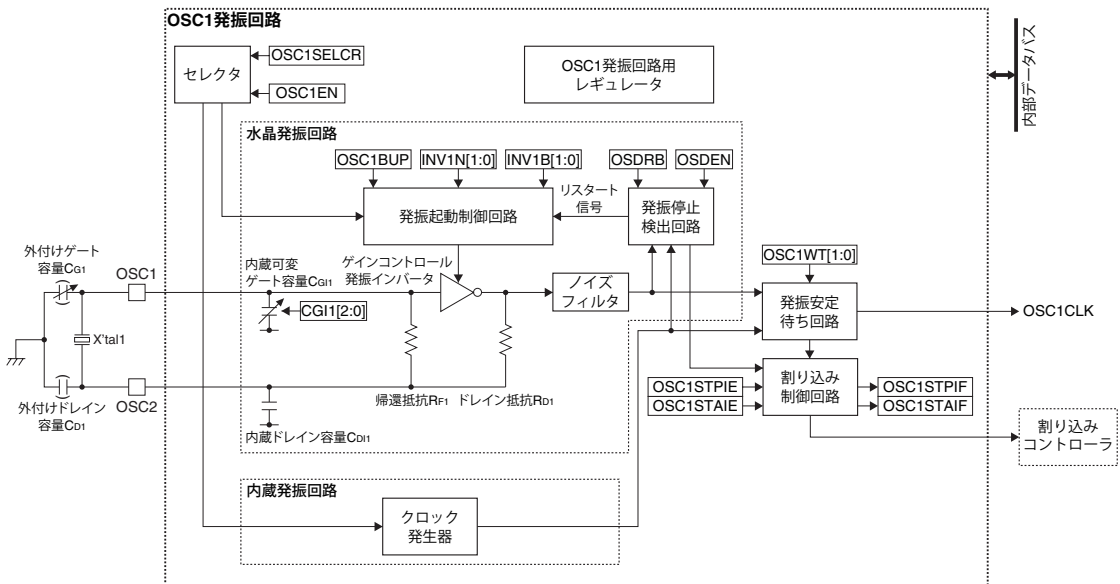 OSC1発振回路
セレクタ
OSC1SELCR
OSC1EN
OSC1発振回路用
レギュレータ
内部データバス
水晶発振回路
OSC1BUP
INV1N[1:0]
INV1B[1:0]
OSDRB
OSDEN
発振起動制御回路
リスタート
信号
発振停止
検出回路
外付けゲート
容量CG1
OSC1
内蔵可変
ゲート容量CGI1
ゲインコントロール
発振インバータ
CGI1[2:0]
ノイズ
フィルタ
OSC1WT[1:0]
発振安定
待ち回路
OSC1CLK
X'tal1
外付けドレイン
容量CD1
OSC2
帰還抵抗RF1
ドレイン抵抗RD1
内蔵ドレイン容量CDI1
OSC1STPIE
OSC1STAIE
割り込み
制御回路
OSC1STPIF
OSC1STAIF
割り込み
コントローラ
内蔵発振回路
クロック
発生器